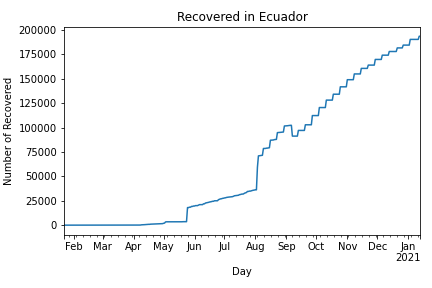 Recovered in Ecuador
200000
175000
150000
125000
100000
75000
50000
25000
0
Number of Recovered
Feb Mar Apr May Jun Jul Aug Sep Oct Nov Dec Jan
2021
Day